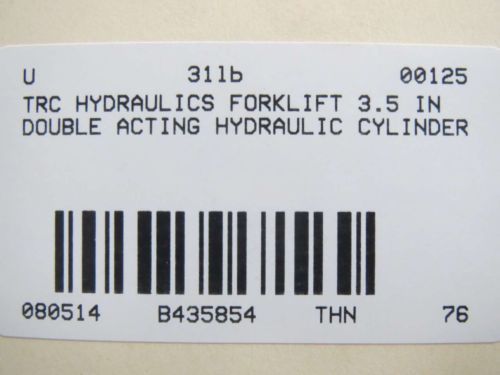 U 31lb 00125
TRC HYDRAULICS FORKLIFT 3.5 IN
DOUBLE ACTING HYDRAULIC CYLINDER
080514 B435854 THN 76